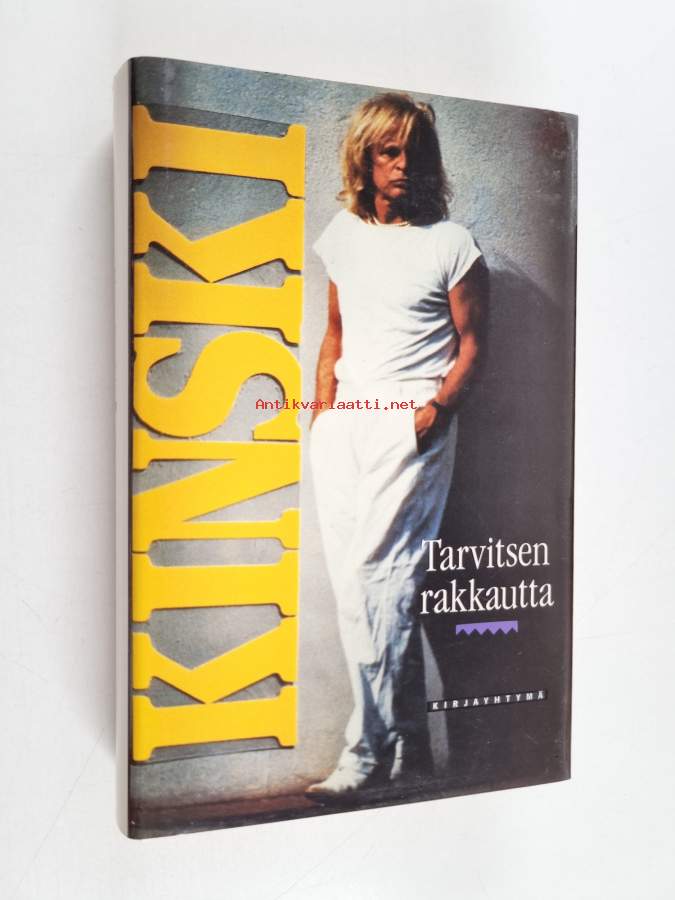 KINSKI
Antikvariaatti.net
Tarvitsen
rakkautta
KIRJAYHTYMÄ